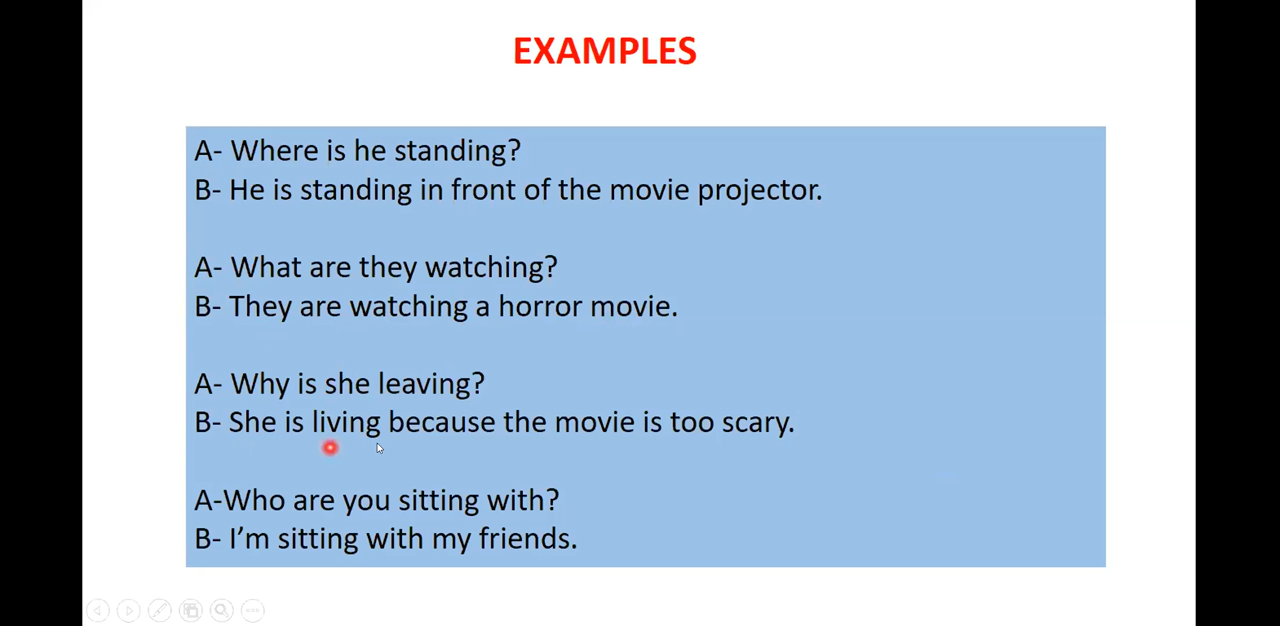 EXAMPLES
A- Where is he standing?
B- He is standing in front of the movie projector.
A- What are they watching?
B- They are watching a horror movie.
A- Why is she leaving?
B- She is living because the movie is too scary.
A-Who are you sitting with?
B- I’m sitting with my friends.